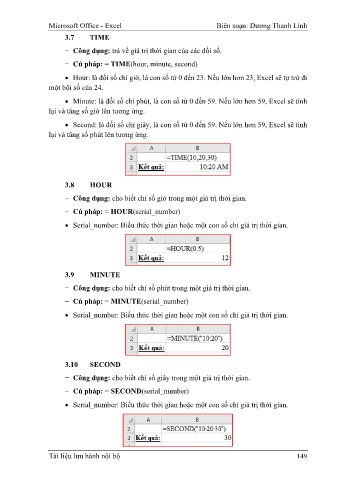 Microsoft Office - Excel Biên soạn: Dương Thanh Linh
3.7 TIME
− Công dụng: trả về giá trị thời gian của các đối số.
− Cú pháp: = TIME(hour, minute, second)
• Hour: là đối số chỉ giờ, là con số từ 0 đến 23. Nếu lớn hơn 23, Excel sẽ tự trừ đi
một bội số của 24.
• Minute: là đối số chỉ phút, là con số từ 0 đến 59. Nếu lớn hơn 59, Excel sẽ tính
lại và tăng số giờ lên tương ứng.
• Second: là đối số chỉ giây, là con số từ 0 đến 59. Nếu lớn hơn 59, Excel sẽ tính
lại và tăng số phút lên tương ứng.
A B
2 =TIME(10,20,30)
3 Kết quả: 10:20 AM
3.8 HOUR
− Công dụng: cho biết chỉ số giờ trong một giá trị thời gian.
− Cú pháp: = HOUR(serial_number)
• Serial_number: Biểu thức thời gian hoặc một con số chỉ giá trị thời gian.
A B
2 =HOUR(0.5)
3 Kết quả: 12
3.9 MINUTE
− Công dụng: cho biết chỉ số phút trong một giá trị thời gian.
− Cú pháp: = MINUTE(serial_number)
• Serial_number: Biểu thức thời gian hoặc một con số chỉ giá trị thời gian.
A B
2 =MINUTE("10:20")
3 Kết quả: 20
3.10 SECOND
− Công dụng: cho biết chỉ số giây trong một giá trị thời gian.
− Cú pháp: = SECOND(serial_number)
• Serial_number: Biểu thức thời gian hoặc một con số chỉ giá trị thời gian.
A B
2 =SECOND("10:20:30")
3 Kết quả: 30
Tài liệu lưu hành nội bộ 149